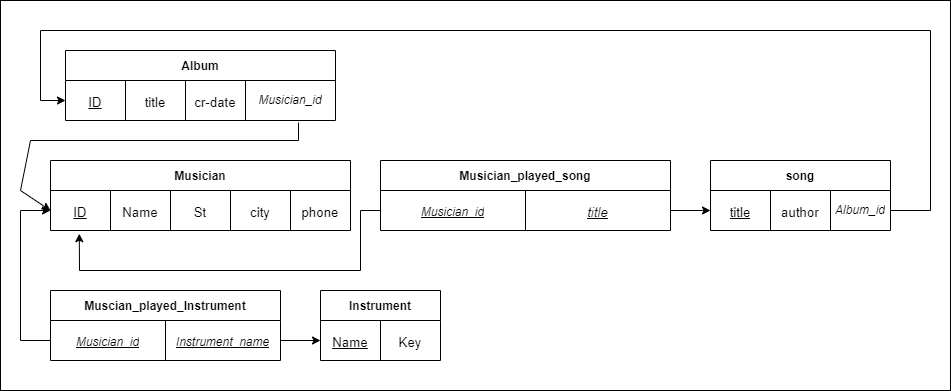 Album
ID title cr-date Musician_id
Musician
ID Name St city phone
Musician_played_song
Musician_id title
song
title author Album_id
Muscian_played_Instrument
Musician_id Instrument_name
Instrument
Name Key